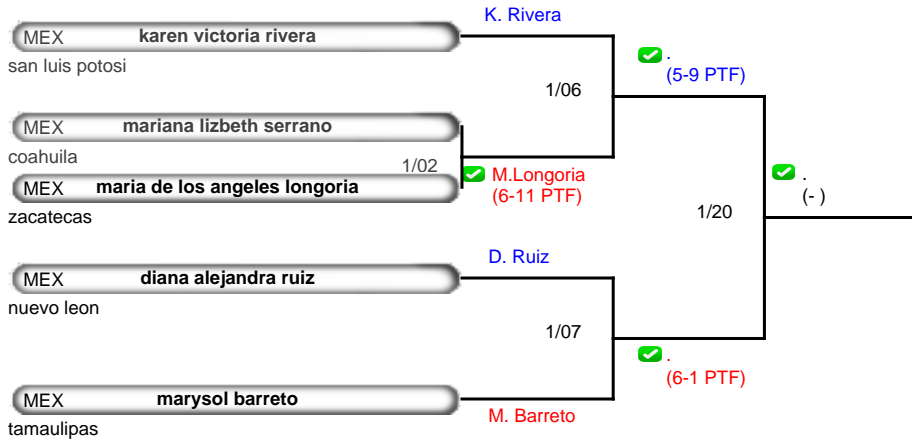 K. Rivera
MEX karen victoria rivera
san luis potosi
.
(5-9 PTF)
1/06
MEX mariana lizbeth serrano
coahuila
1/02
M.Longoria
(6-11 PTF)
MEX maria de los angeles longoria
zacatecas
.
(- )
1/20
D. Ruiz
MEX diana alejandra ruiz
nuevo leon
1/07
.
(6-1 PTF)
MEX marysol barreto
tamaulipas
M. Barreto